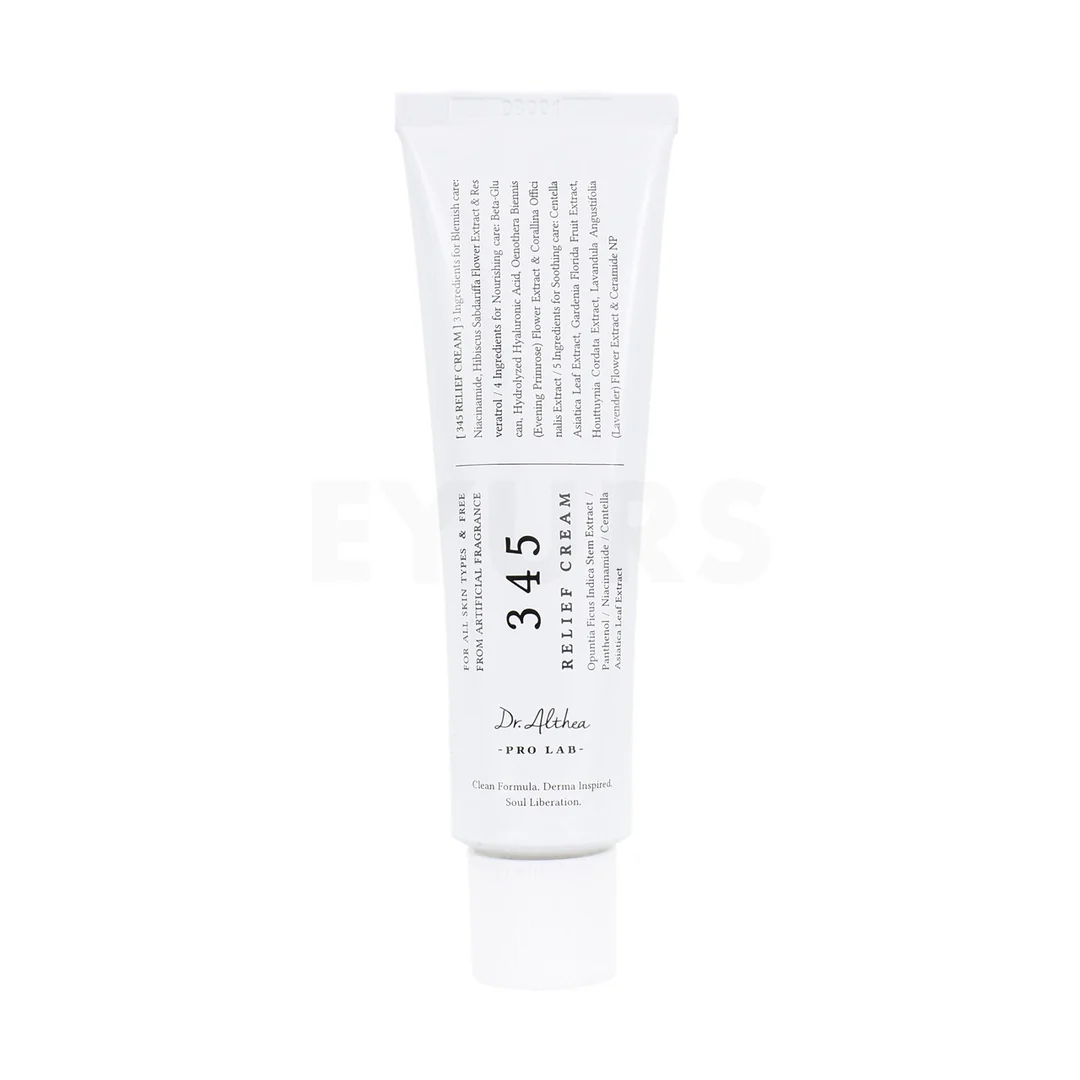 [ 345 RELIEF CREAM ] 3 Ingredients for Blemish care:
Niacinamide, Hibiscus Sabdariffa Flower Extract & Res
veratrol / 4 Ingredients for Nourishing care: Beta-Glu
can, Hydrolyzed Hyaluronic Acid, Oenothera Biennis
(Evening Primrose) Flower Extract & Corallina Offici
nalis Extract / 5 Ingredients for Soothing care: Centella
Asiatica Leaf Extract, Gardenia Florida Fruit Extract,
Houttuynia Cordata Extract, Lavandula Angustifolia
(Lavender) Flower Extract & Ceramide NP
FOR ALL SKIN TYPES & FREE
FROM ARTIFICIAL FRAGRANCE
345
RELIEF CREAM
Opuntia Ficus Indica Stem Extract /
Panthenol / Niacinamide / Centella
Asiatica Leaf Extract
EYURS
Dr. Althea
-PRO LAB-
Clean Formula. Derma Inspired.
Soul Liberation.